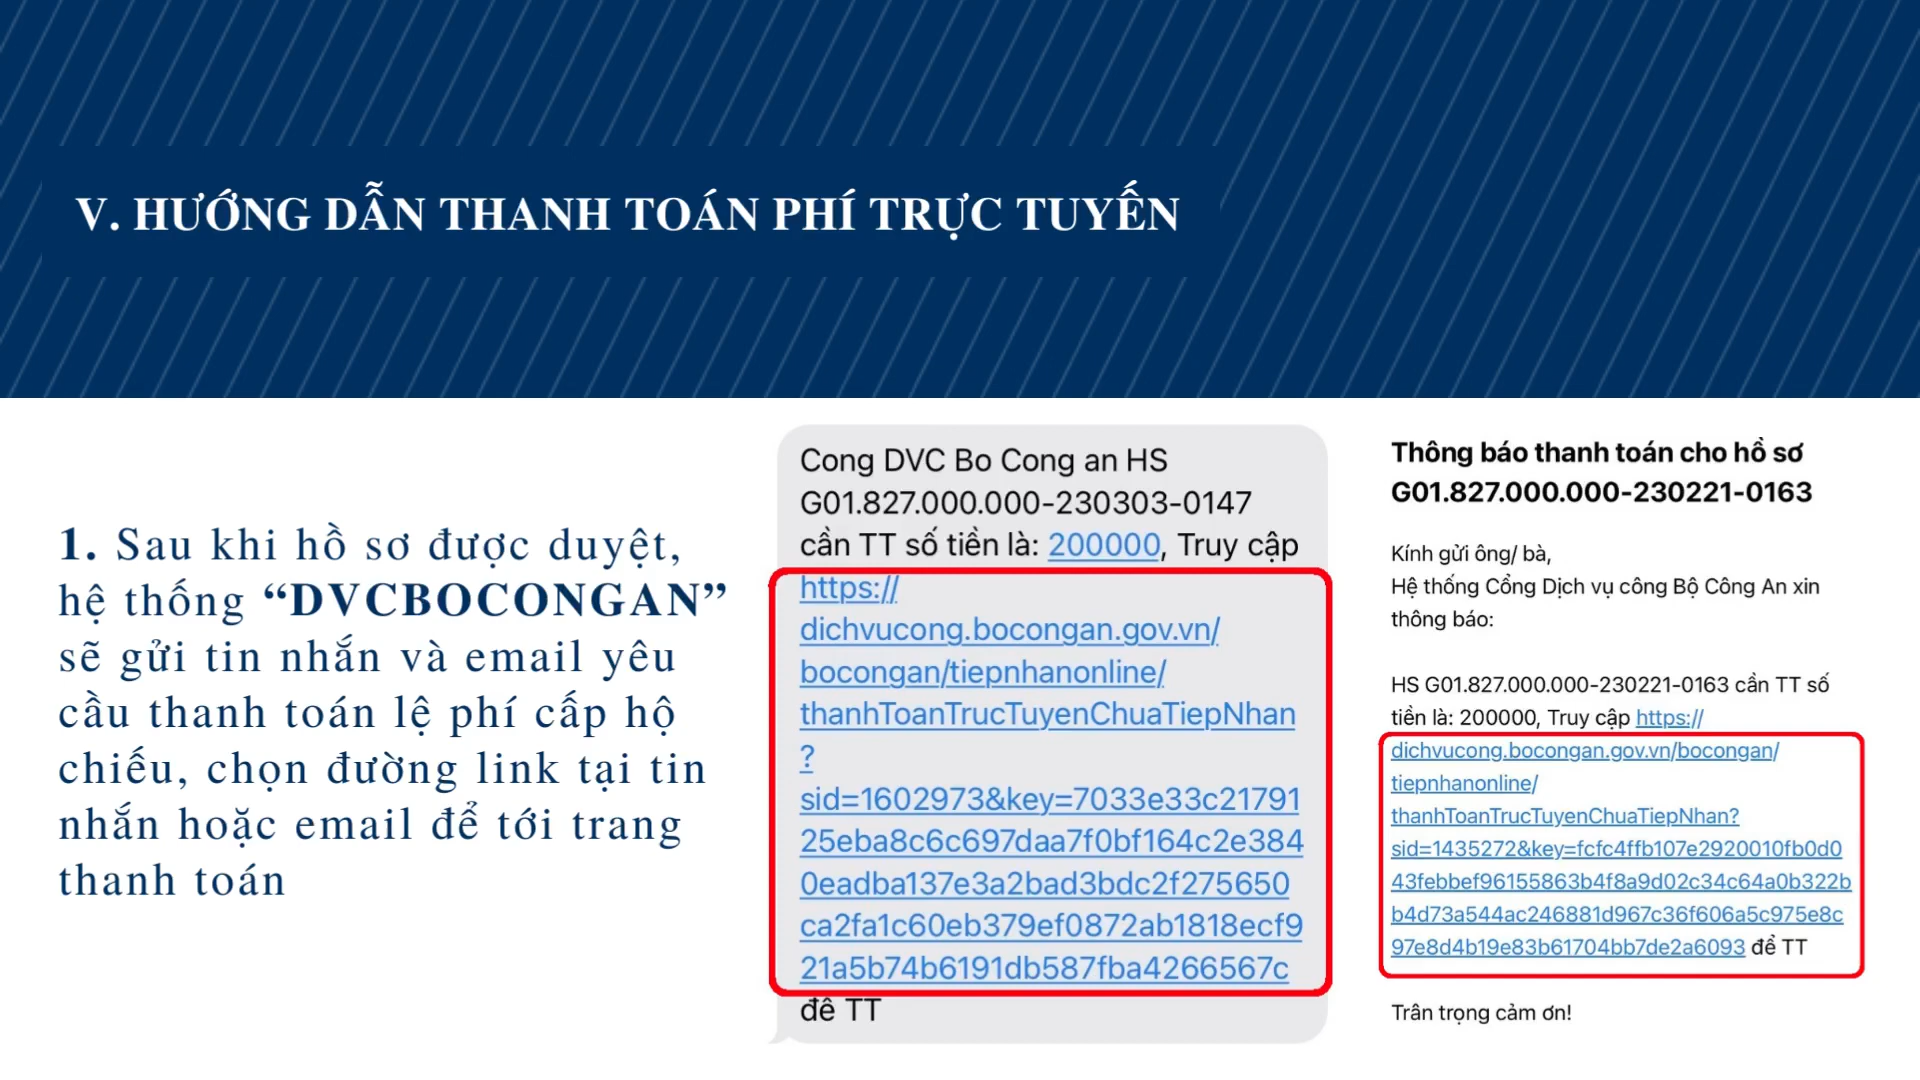 V. HƯỚNG DẪN THANH TOÁN PHÍ TRỰC TUYẾN
1. Sau khi hồ sơ được duyệt,
hệ thống “DVCBOCONGAN”
sẽ gửi tin nhắn và email yêu
cầu thanh toán lệ phí cấp hộ
chiếu, chọn đường link tại tin
nhắn hoặc email để tới trang
thanh toán
Cong DVC Bo Cong an HS
G01.827.000.000-230303-0147
cần TT số tiền là: 200000, Truy cập
https://
dichvucong.bocongan.gov.vn/
bocongan/tiepnhanonline/
thanhToanTrucTuyenChuaTiepNhan
?
sid=1602973&key=7033e33c21791
25eba8c6c697daa7f0bf164c2e384
0eadba137e3a2bad3bdc2f275650
ca2fa1c60eb379ef0872ab1818ecf9
21a5b74b6191db587fba4266567c
để TT
Thông báo thanh toán cho hồ sơ
G01.827.000.000-230221-0163
Kính gửi ông/ bà,
Hệ thống Cổng Dịch vụ công Bộ Công An xin
thông báo:
HS G01.827.000.000-230221-0163 cần TT số
tiền là: 200000, Truy cập https://
dichvucong.bocongan.gov.vn/bocongan/
tiepnhanonline/
thanhToanTrucTuyenChuaTiepNhan?
sid=1435272&key=fcfc4ffb107e2920010fb0d0
43febbef96155863b4f8a9d02c34c64a0b322b
b4d73a544ac246881d967c36f606a5c975e8c
97e8d4b19e83b61704bb7de2a6093 để TT
Trân trọng cảm ơn!